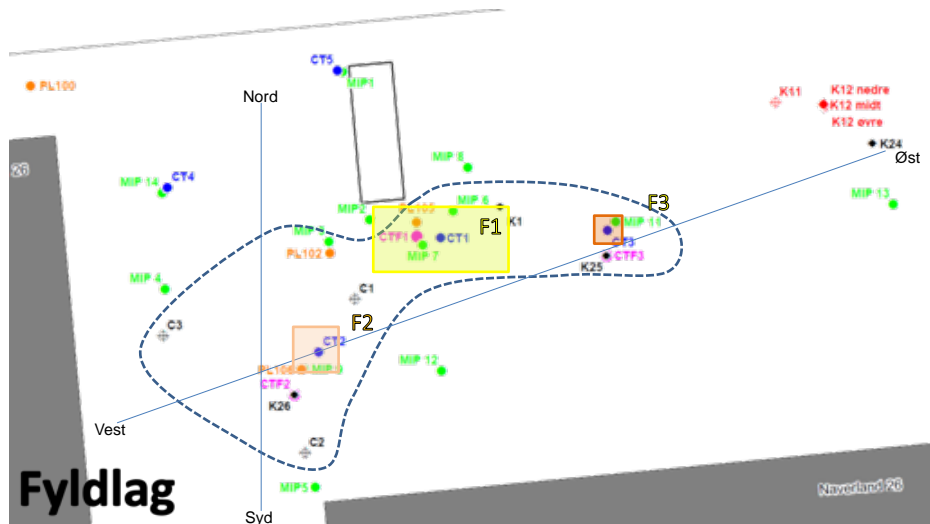 CT5
MIP1
PL100
Nord
K11
K12 nedre
K12 midt
K12 øvre
K24
Øst
26
MIP 14
CT4
MIP 8
MIP 13
MIP2
PL105
MIP 6
K1
F1
F3
MIP 11
MIP 3
CTF1
CT1
CT3
PL102
MIP 7
CTF3
K25
MIP 4
C1
C3
F2
CT2
MIP 12
PL106
CTF2
K26
Vest
C2
Fyldlag
MIP5
Naverland 26
Syd